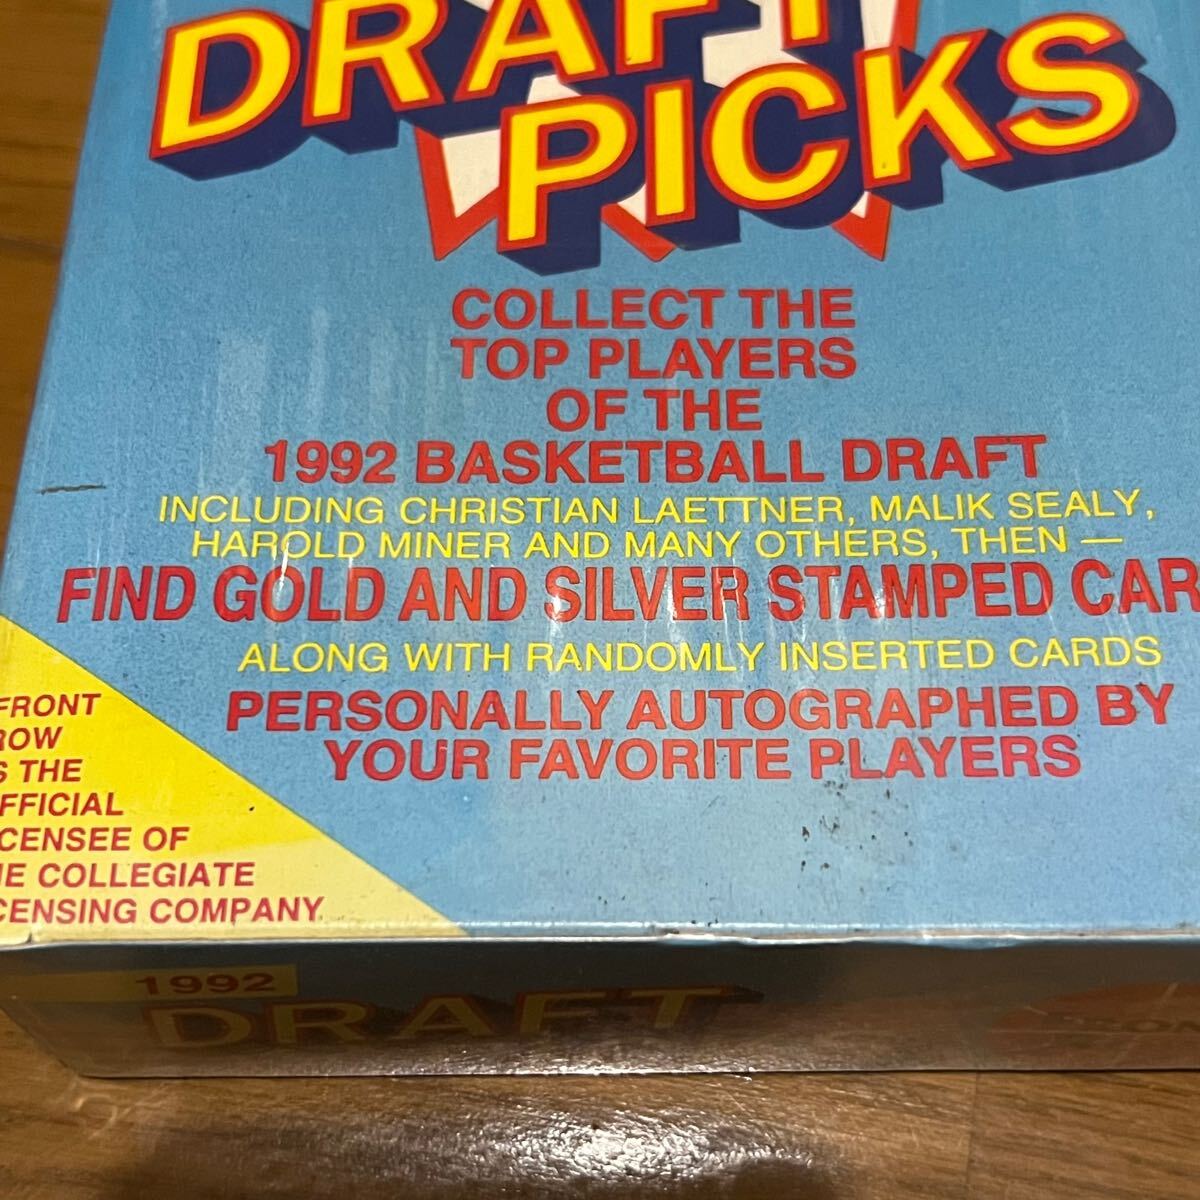 DRAFT
PICKS
COLLECT THE
TOP PLAYERS
OF THE
1992 BASKETBALL DRAFT
INCLUDING CHRISTIAN LAETTNER, MALIK SEALY,
HAROLD MINER AND MANY OTHERS, THEN —
FIND GOLD AND SILVER STAMPED CAR
ALONG WITH RANDOMLY INSERTED CARDS
PERSONALLY AUTOGRAPHED BY
YOUR FAVORITE PLAYERS
FRONT
ROW
S THE
FFICIAL
CENSEE OF
E COLLEGIATE
CENSING COMPANY
1992
DRAFT